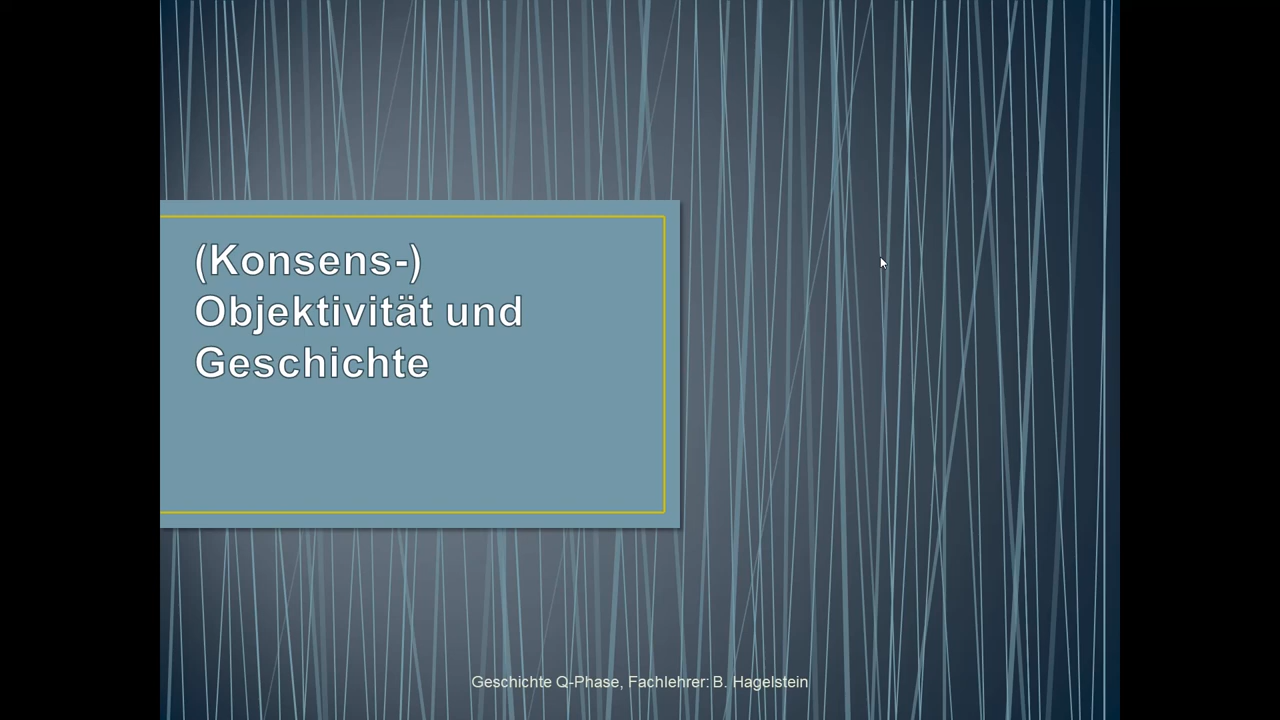 (Konsens-)
Objektivität und
Geschichte
Geschichte Q-Phase, Fachlehrer: B. Hagelstein